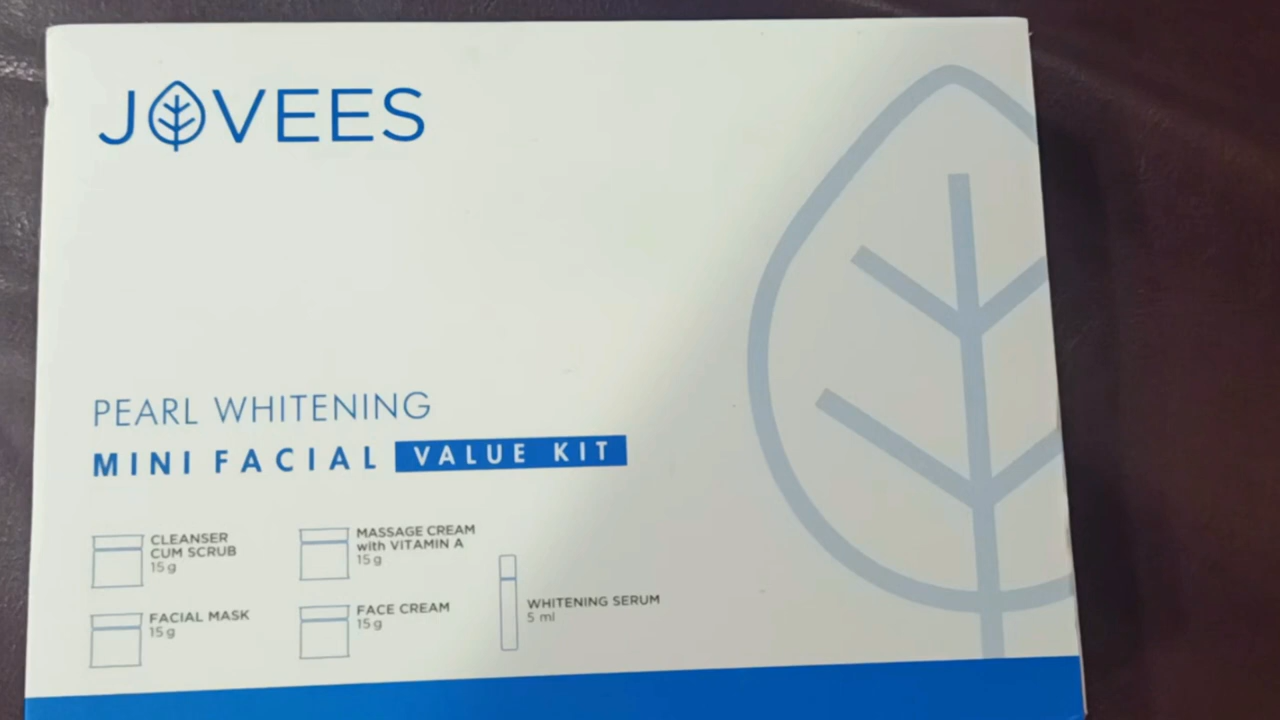 JOVEES
PEARL WHITENING
MINI FACIAL VALUE KIT
CLEANSER
CUM SCRUB
15 g
MASSAGE CREAM
with VITAMIN A
15 g
FACIAL MASK
15 g
FACE CREAM
15 g
WHITENING SERUM
5 ml